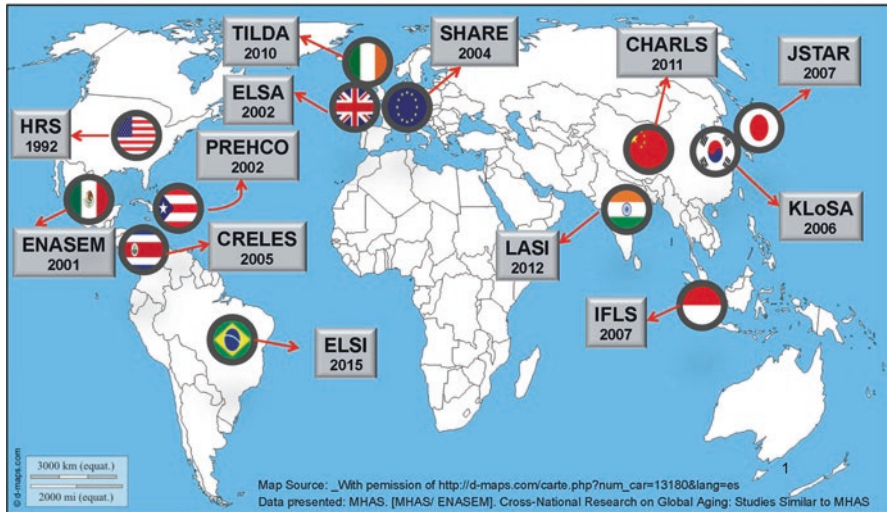 TILDA
2010
SHARE
2004
CHARLS
2011
JSTAR
2007
ELSA
2002
HRS
1992
PREHCO
2002
KLoSA
2006
ENASEM
2001
CRELES
2005
LASI
2012
IFLS
2007
ELSI
2015
1
© d-maps.com
3000 km (equat.)
2000 mi (equat.)
Map Source: _With pemission of http://d-maps.com/carte.php?num_car=13180&lang=es
Data presented: MHAS. [MHAS/ ENASEM]. Cross-National Research on Global Aging: Studies Similar to MHAS